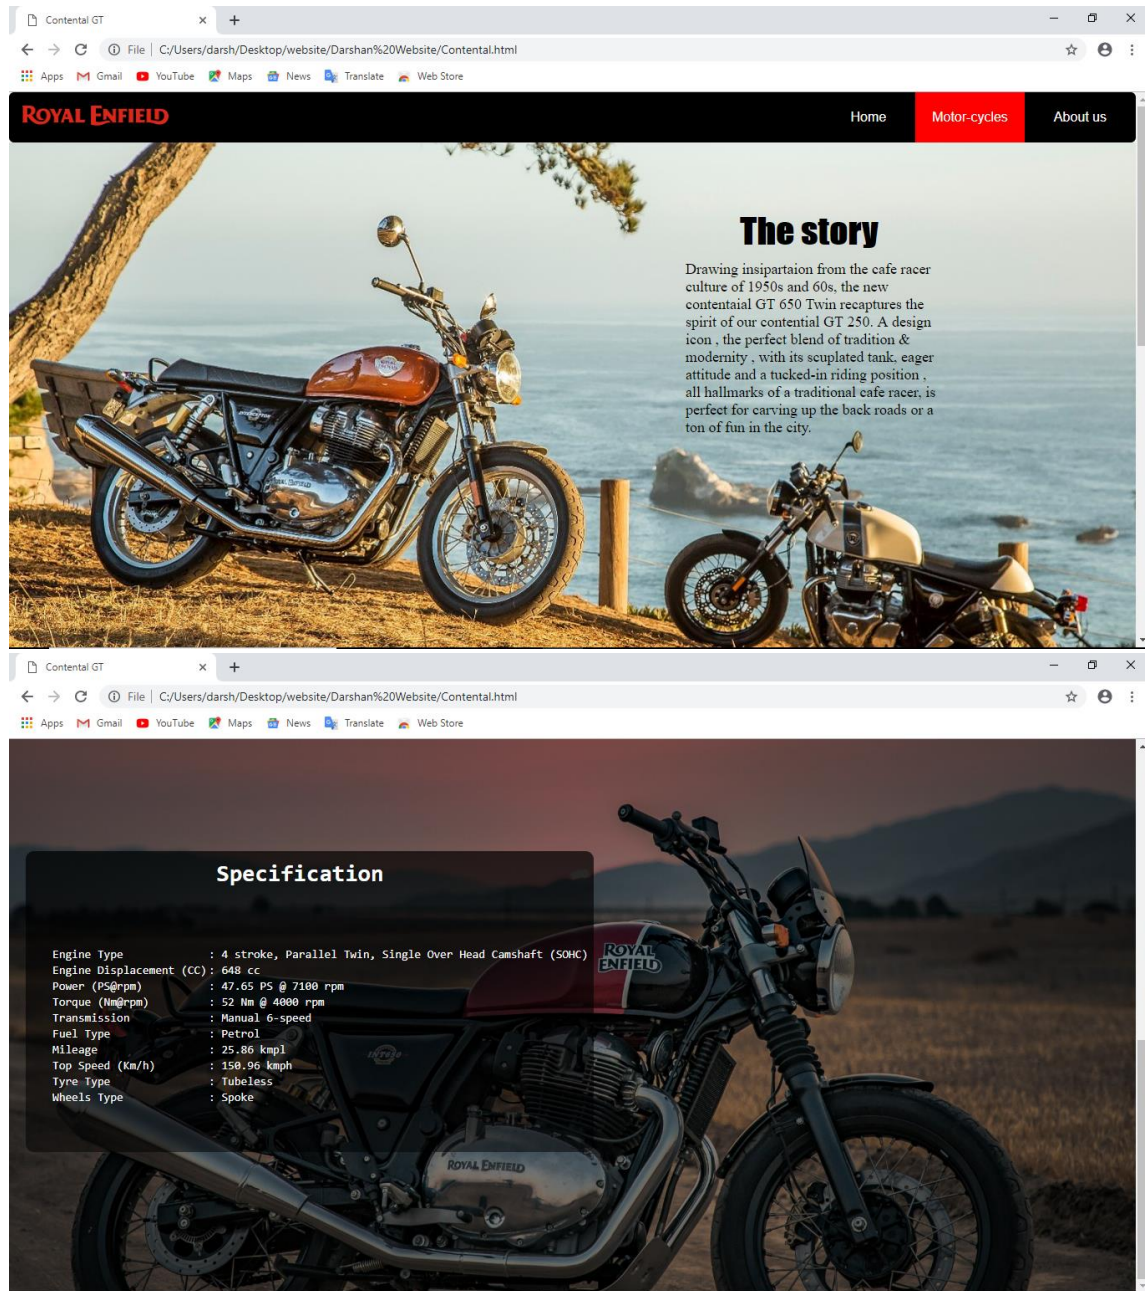 Contental GT
File | C:/Users/darsh/Desktop/website/Darshan%20Website/Contental.html
Apps Gmail YouTube Maps News Translate Web Store
ROYAL ENFIELD
Home Motor-cycles About us
The story
Drawing insipartaion from the cafe racer
culture of 1950s and 60s, the new
contentaial GT 650 Twin recaptures the
spirit of our contential GT 250. A design
icon , the perfect blend of tradition &
modernity , with its scuplated tank, eager
attitude and a tucked-in riding position ,
all hallmarks of a traditional cafe racer, is
perfect for carving up the back roads or a
ton of fun in the city.
ROYAL ENFIELD
Contental GT
File | C:/Users/darsh/Desktop/website/Darshan%20Website/Contental.html
Apps Gmail YouTube Maps News Translate Web Store
Specification
Engine Type : 4 stroke, Parallel Twin, Single Over Head Camshaft (SOHC)
Engine Displacement (CC): 648 cc
Power (PS@rpm) : 47.65 PS @ 7100 rpm
Torque (Nm@rpm) : 52 Nm @ 4000 rpm
Transmission : Manual 6-speed
Fuel Type : Petrol
Mileage : 25.86 kmpl
Top Speed (Km/h) : 150.96 kmph
Tyre Type : Tubeless
Wheels Type : Spoke
ROYAL
ENFIELD
ROYAL ENFIELD